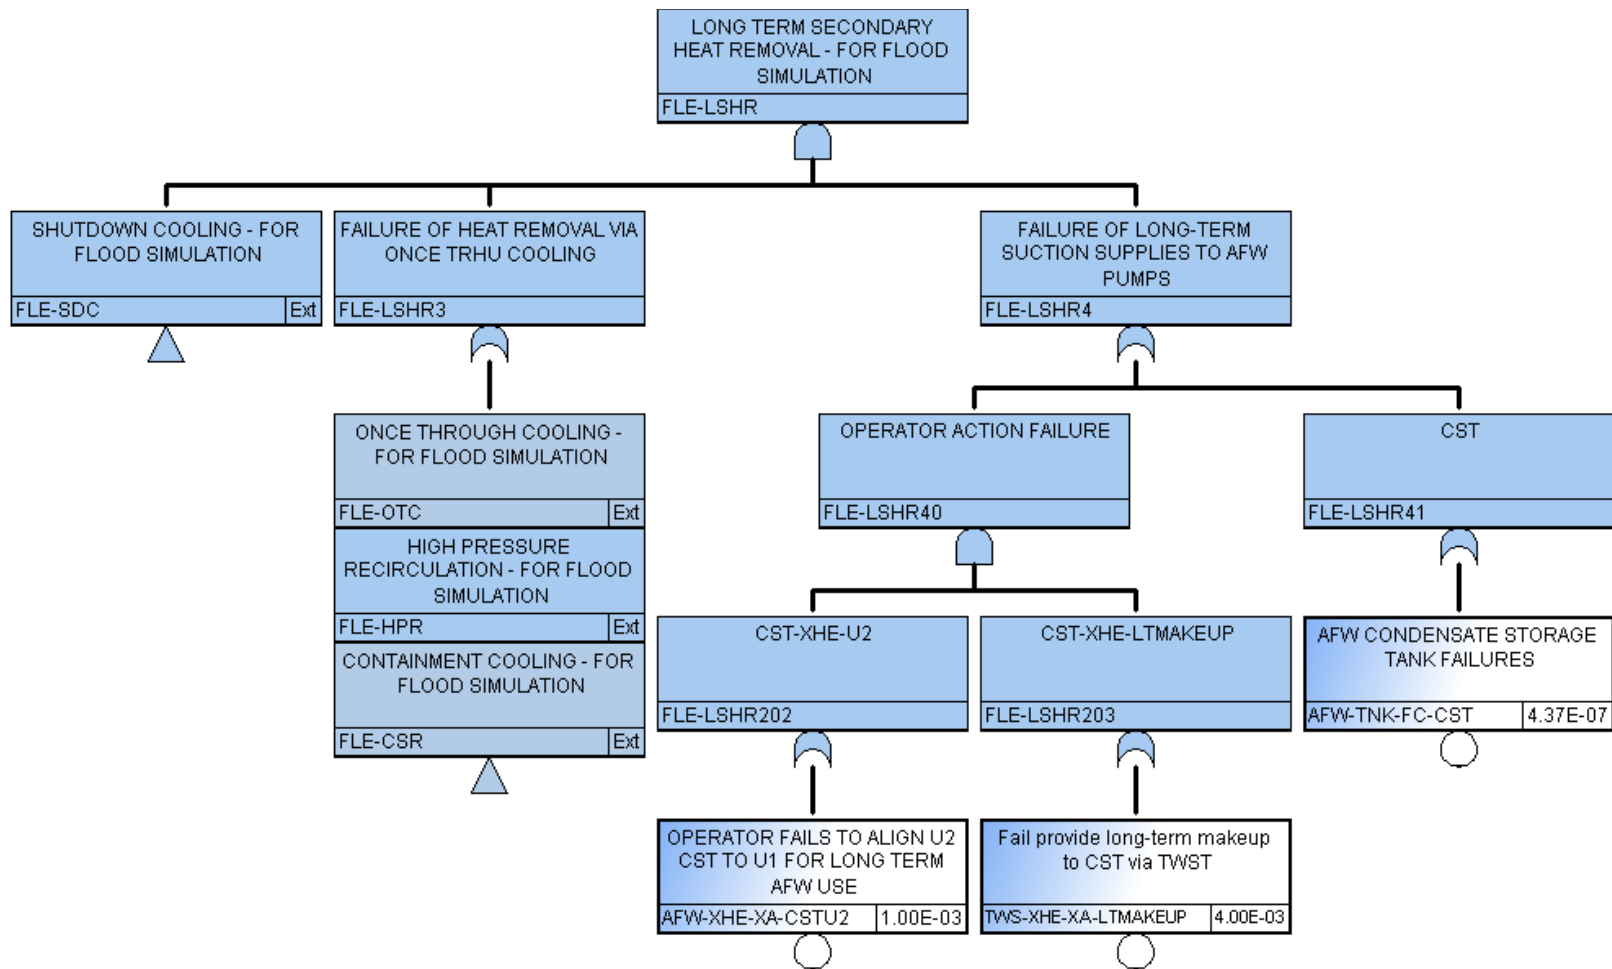 LONG TERM SECONDARY
HEAT REMOVAL - FOR FLOOD
SIMULATION
FLE-LSHR
SHUTDOWN COOLING - FOR
FLOOD SIMULATION
FLE-SDC
Ext
FAILURE OF HEAT REMOVAL VIA
ONCE TRHU COOLING
FLE-LSHR3
FAILURE OF LONG-TERM
SUCTION SUPPLIES TO AFW
PUMPS
FLE-LSHR4
ONCE THROUGH COOLING -
FOR FLOOD SIMULATION
FLE-OTC
Ext
HIGH PRESSURE
RECIRCULATION - FOR FLOOD
SIMULATION
FLE-HPR
Ext
CONTAINMENT COOLING - FOR
FLOOD SIMULATION
FLE-CSR
Ext
OPERATOR ACTION FAILURE
FLE-LSHR40
CST
FLE-LSHR41
CST-XHE-U2
FLE-LSHR202
CST-XHE-LTMAKEUP
FLE-LSHR203
AFW CONDENSATE STORAGE
TANK FAILURES
AFW-TNK-FC-CST
4.37E-07
OPERATOR FAILS TO ALIGN U2
CST TO U1 FOR LONG TERM
AFW USE
AFW-XHE-XA-CSTU2
1.00E-03
Fail provide long-term makeup
to CST via TWST
TWS-XHE-XA-LTMAKEUP
4.00E-03